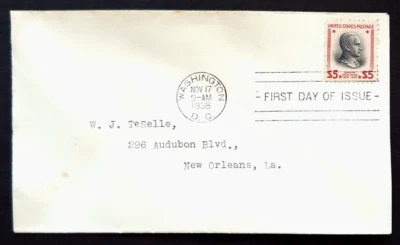 UNITED STATES POSTAGE
$5 $5
WASHINGTON
NOV 17
9-AM
1938
D. C.
FIRST DAY OF ISSUE
W. J. TeSelle,
296 Audubon Blvd.,
New Orleans, La.